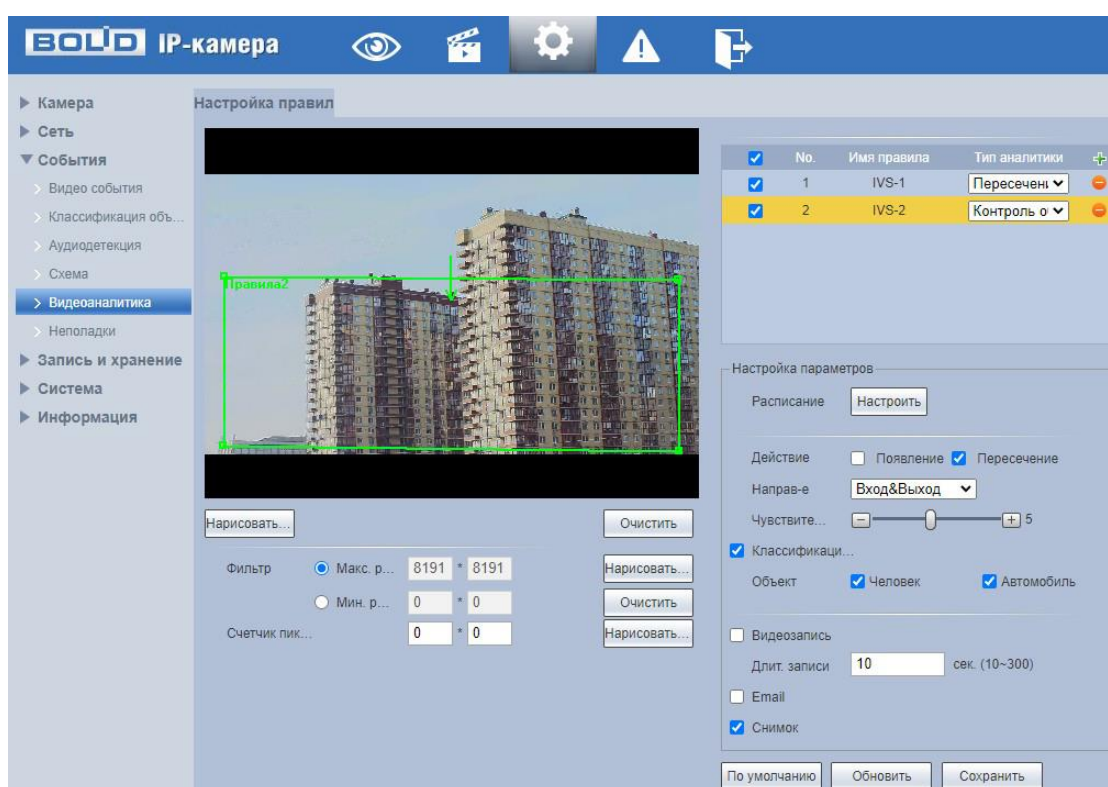 BOLID IP-камера
Камера
Сеть
События
Видео события
Классификация объ...
Аудиодетекция
Схема
Видеоаналитика
Неполадки
Запись и хранение
Система
Информация
Настройка правил
Правила2
Нарисовать... Очистить
Фильтр Макс. р... 8191 * 8191 Нарисовать...
Мин. р... 0 * 0 Очистить
Счетчик пик... 0 * 0 Нарисовать...
No. Имя правила Тип аналитики
1 IVS-1 Пересечени
2 IVS-2 Контроль о
Настройка параметров
Расписание Настроить
Действие Появление Пересечение
Направ-е Вход&Выход
Чувствите... 5
Классификаци...
Объект Человек Автомобиль
Видеозапись
Длит. записи 10 сек. (10~300)
Email
Снимок
По умолчанию Обновить Сохранить